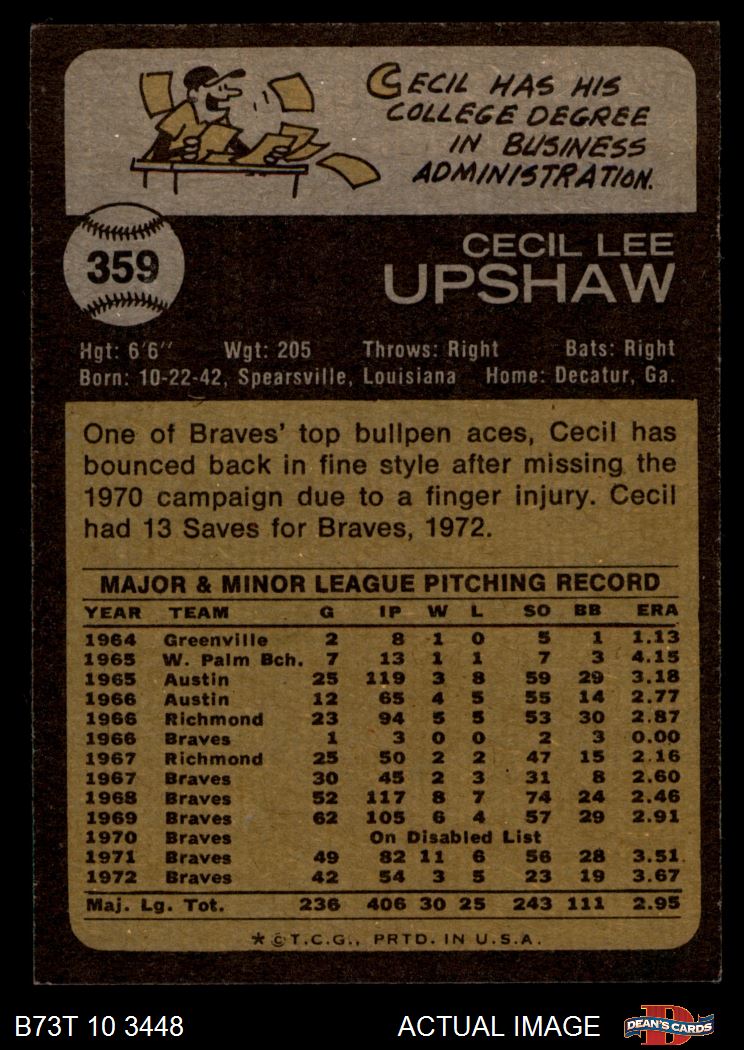 CECIL HAS HIS
COLLEGE DEGREE
IN BUSINESS
ADMINISTRATION.
359
CECIL LEE
UPSHAW
Hgt: 6'6" Wgt: 205 Throws: Right Bats: Right
Born: 10-22-42, Spearsville, Louisiana Home: Decatur, Ga.
One of Braves' top bullpen aces, Cecil has
bounced back in fine style after missing the
1970 campaign due to a finger injury. Cecil
had 13 Saves for Braves, 1972.
MAJOR & MINOR LEAGUE PITCHING RECORD
YEAR TEAM G IP W L SO BB ERA
1964 Greenville 2 8 1 0 5 1 1.13
1965 W. Palm Bch. 7 13 1 1 7 3 4.15
1965 Austin 25 119 3 8 59 29 3.18
1966 Austin 12 65 4 5 55 14 2.77
1966 Richmond 23 94 5 5 53 30 2.87
1966 Braves 1 3 0 0 2 3 0.00
1967 Richmond 25 50 2 2 47 15 2.16
1967 Braves 30 45 2 3 31 8 2.60
1968 Braves 52 117 8 7 74 24 2.46
1969 Braves 62 105 6 4 57 29 2.91
1970 Braves On Disabled List
1971 Braves 49 82 11 6 56 28 3.51
1972 Braves 42 54 3 5 23 19 3.67
Maj. Lg. Tot. 236 406 30 25 243 111 2.95
*©T.C.G., PRTD. IN U.S.A.
B73T 10 3448 ACTUAL IMAGE DEAN'S CARDS